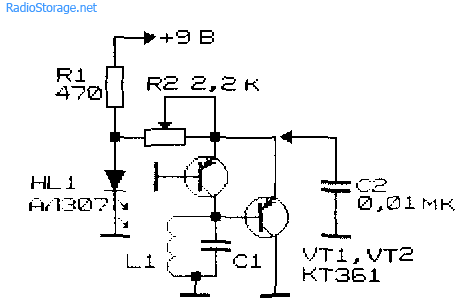 RadioStorage.net
+9 В
R1
470
R2 2,2 К
HL1
АЛ307
C2
0,01 мк
L1
C1
VT1, VT2
КТ361